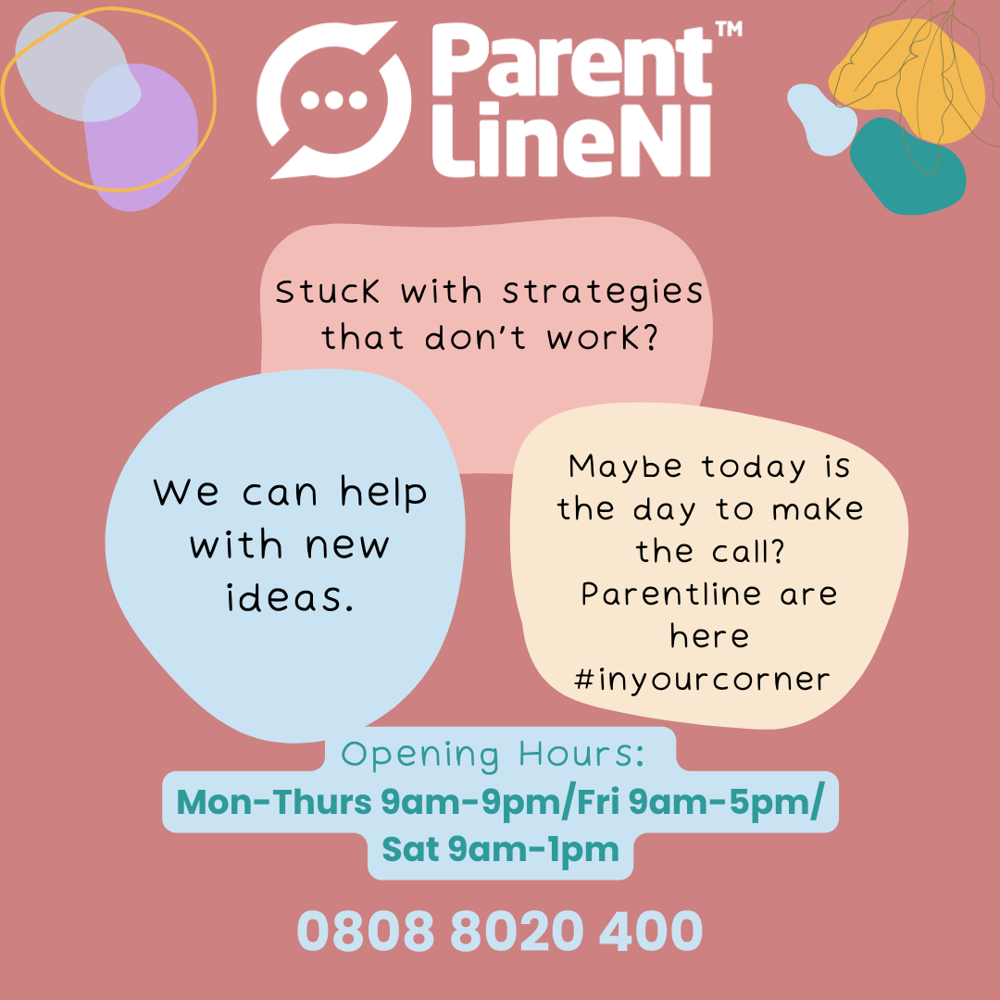 Parent™
LineNI
Stuck with strategies
that don't work?
We can help
with new
ideas.
Maybe today is
the day to make
the call?
Parentline are
here
#inyourcorner
Opening Hours:
Mon-Thurs 9am-9pm/Fri 9am-5pm/
Sat 9am-1pm
0808 8020 400